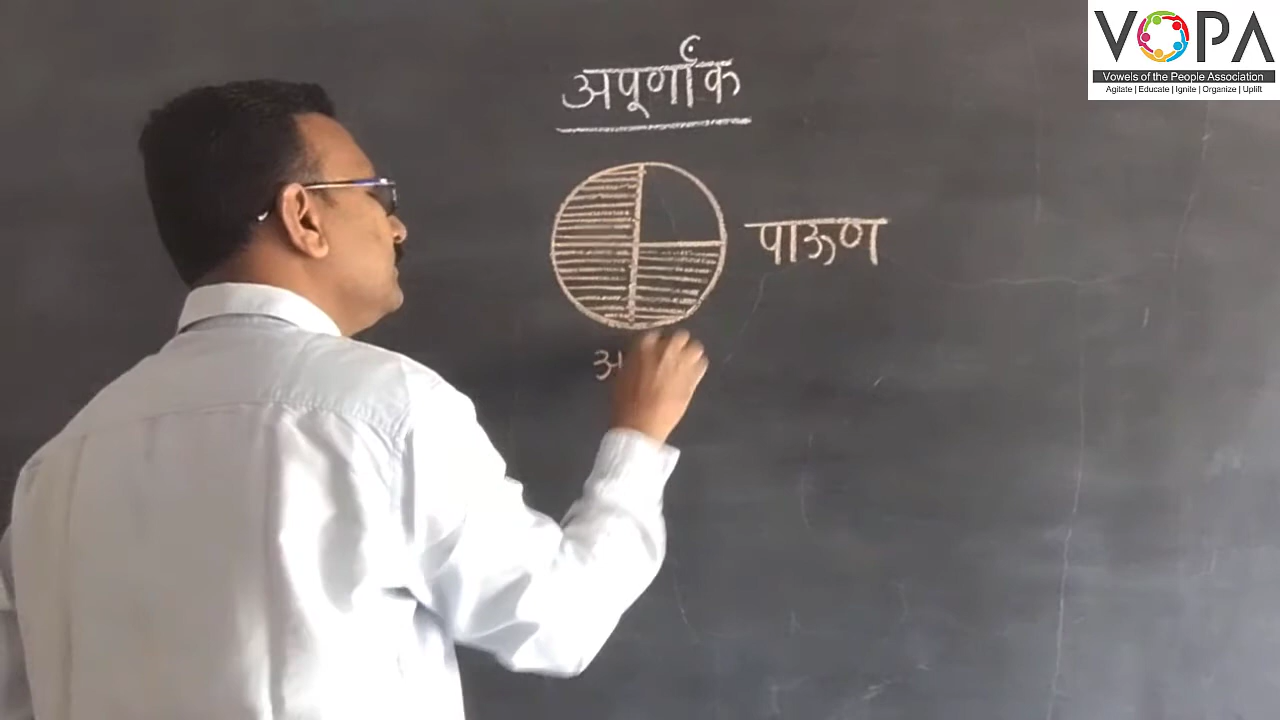 VOPA
Vowels of the People Association
Agitate | Educate | Ignite | Organize | Uplift
अपूर्णांक
पाऊण
अ